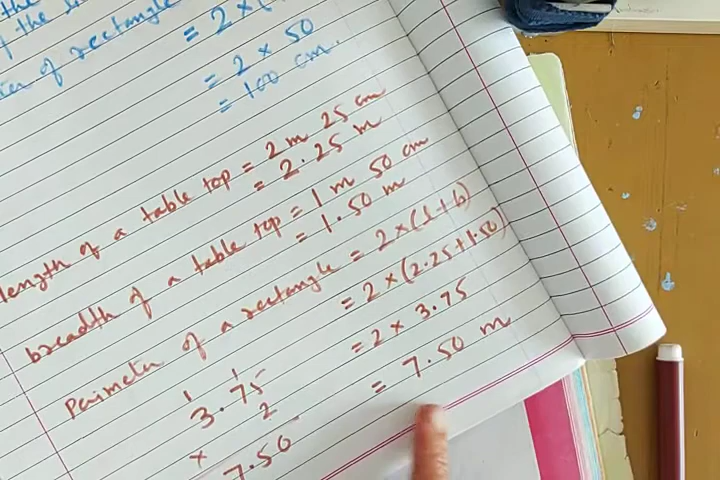 the
of the
of rectangle = 2 × (
= 2 × 50
= 100 cm.
length of a table top = 2 m 25 cm
= 2.25 m
breadth of a table top = 1 m 50 cm
= 1.50 m
Perimeter of a rectangle = 2×(l+b)
= 2×(2.25+1.50)
= 2 × 3.75
= 7.50 m
1 1
3.75
× 2
7.50